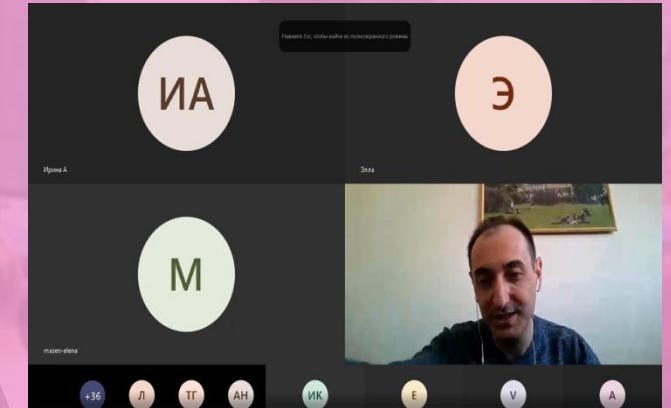 Нажмите Esc, чтобы выйти из полноэкранного режима
ИА
Э
Ирина А
Элла
М
masen-elena
+36
Л
ТГ
АН
ИК
Е
V
А